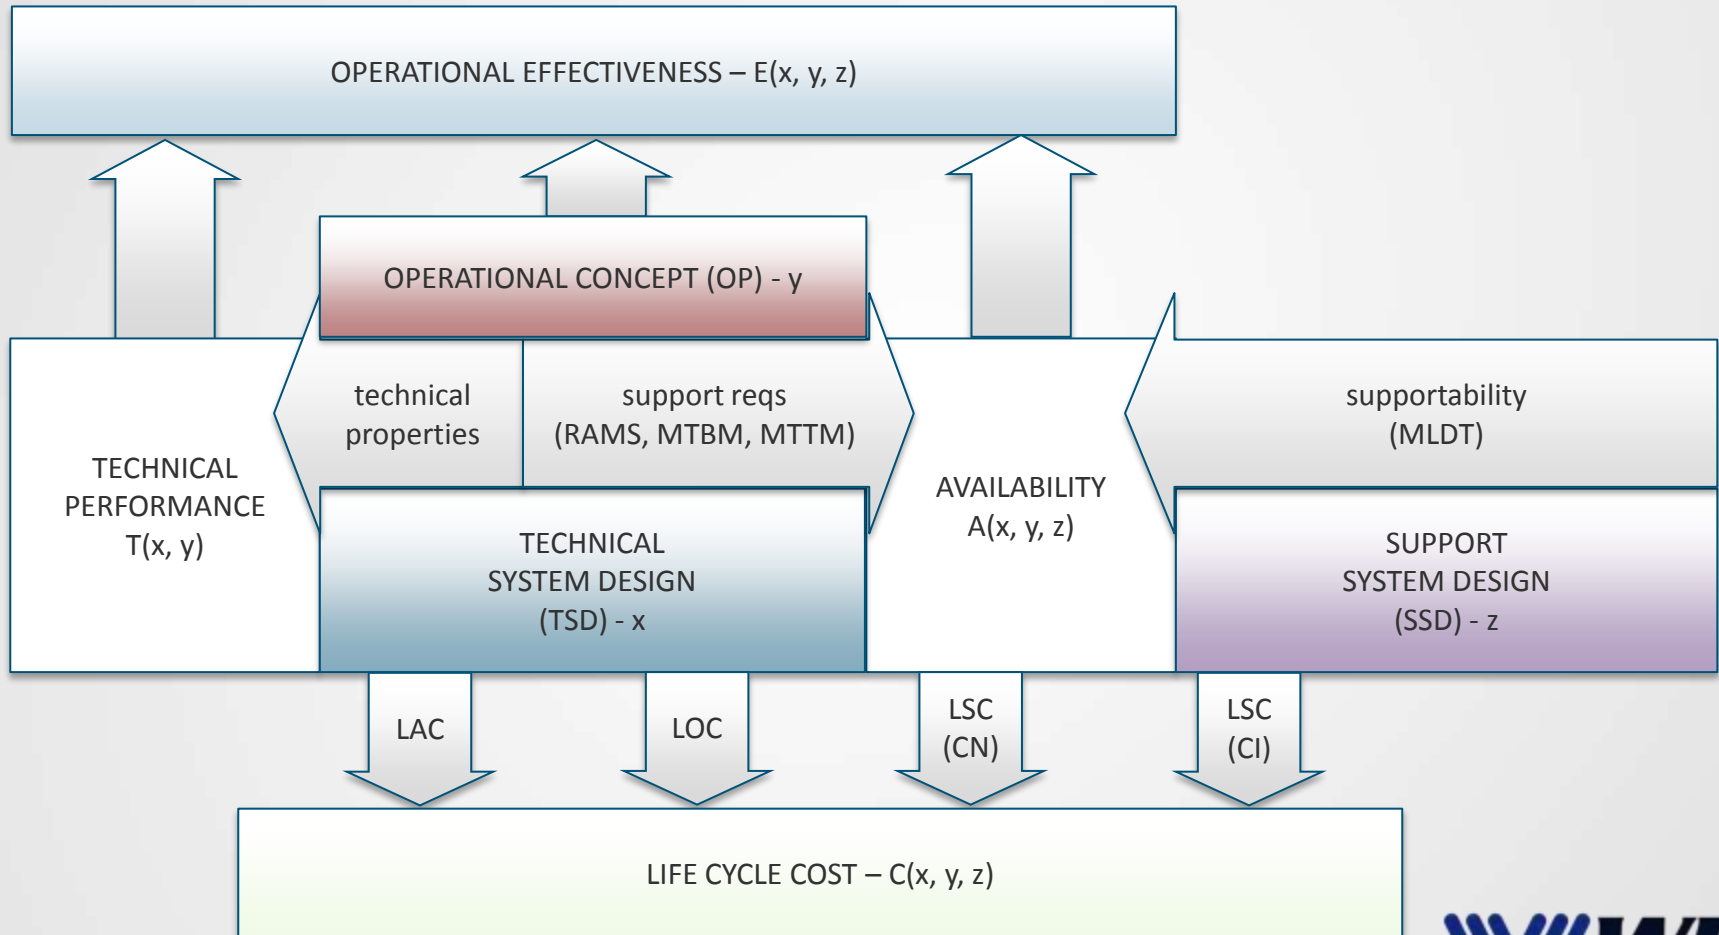 OPERATIONAL EFFECTIVENESS – E(x, y, z)
OPERATIONAL CONCEPT (OP) - y
technical
properties
support reqs
(RAMS, MTBM, MTTM)
supportability
(MLDT)
TECHNICAL
PERFORMANCE
T(x, y)
TECHNICAL
SYSTEM DESIGN
(TSD) - x
AVAILABILITY
A(x, y, z)
SUPPORT
SYSTEM DESIGN
(SSD) - z
LAC
LOC
LSC
(CN)
LSC
(CI)
LIFE CYCLE COST – C(x, y, z)